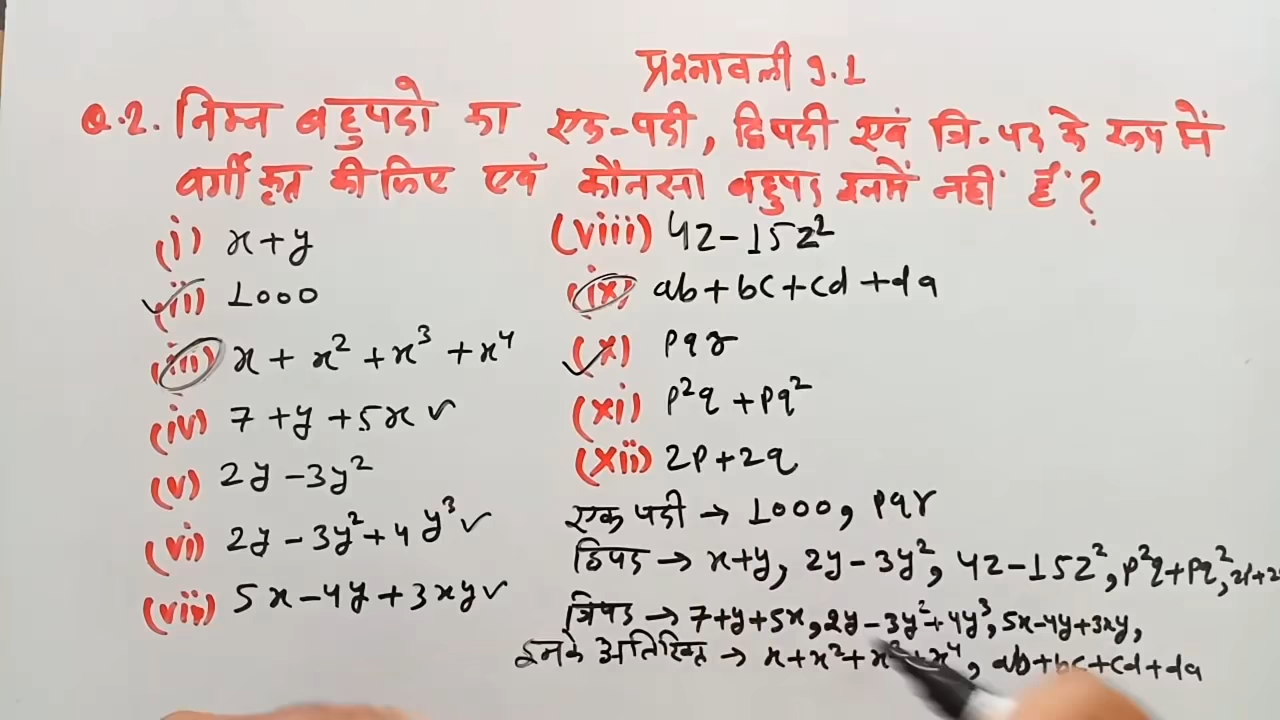 प्रश्नावली 9.1
Q.2. निम्न बहुपदो का एक-पदी, द्विपदी एवं त्रि-पद के रूप में
वर्गीकृत कीजिए एवं कौनसा बहुपद इनमें नहीं है?
(i) x+y
(ii) 1000
(iii) x + x² + x³ + x⁴
(iv) 7 + y + 5x ✓
(v) 2y - 3y²
(vi) 2y - 3y² + 4y³ ✓
(vii) 5x - 4y + 3xy ✓
(viii) 4z - 15z²
(ix) ab + bc + cd + da
(x) pqr
(xi) p²q + pq²
(xii) 2p + 2q
एक पदी → 1000, pqr
द्विपद → x+y, 2y - 3y², 4z - 15z², p²q + pq², 2p+2
त्रिपद → 7+y+5x, 2y - 3y² + 4y³, 5x-4y+3xy,
इनके अतिरिक्त → x + x² + x³ + x⁴, ab + bc + cd + da